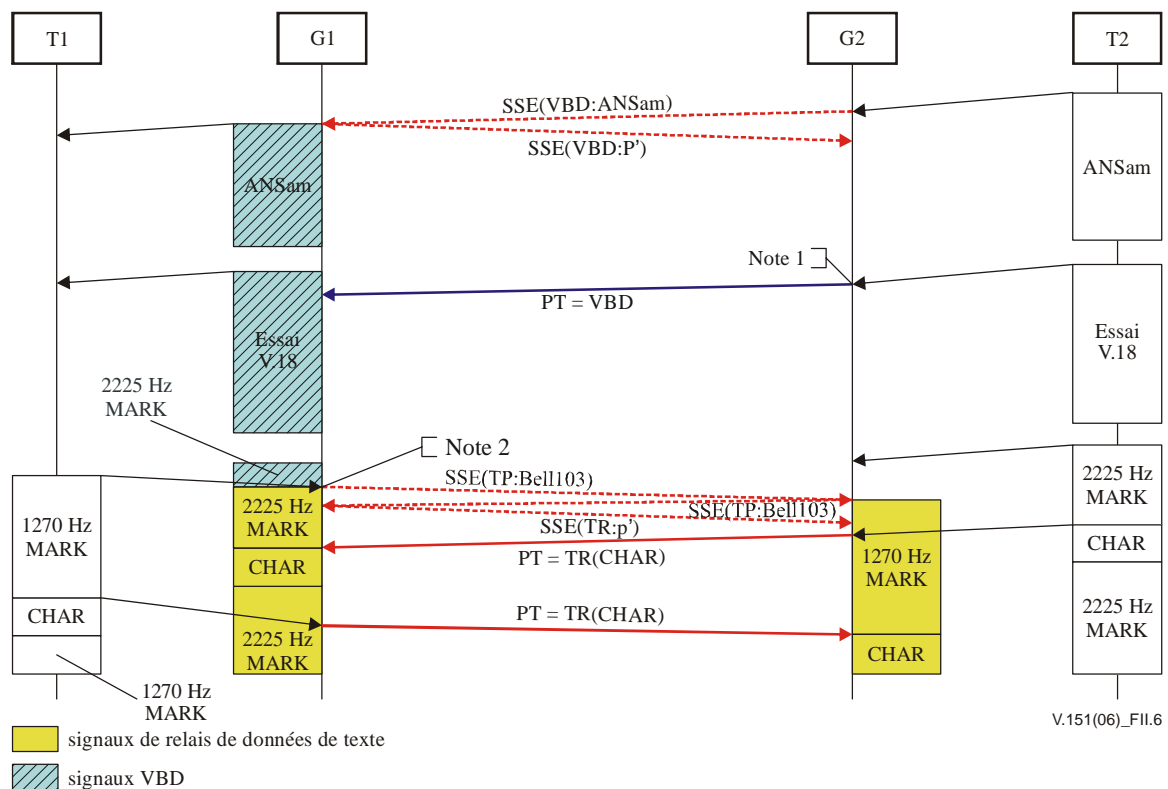 T1
G1
G2
T2
SSE(VBD:ANSam)
SSE(VBD:P')
ANSam
ANSam
Note 1
PT = VBD
Essai
V.18
Essai
V.18
2225 Hz
MARK
Note 2
SSE(TP:Bell103)
2225 Hz
MARK
1270 Hz
MARK
2225 Hz
MARK
SSE(TP:Bell103)
SSE(TR:p')
CHAR
PT = TR(CHAR)
1270 Hz
MARK
CHAR
CHAR
PT = TR(CHAR)
2225 Hz
MARK
2225 Hz
MARK
CHAR
1270 Hz
MARK
V.151(06)_FII.6
signaux de relais de données de texte
signaux VBD